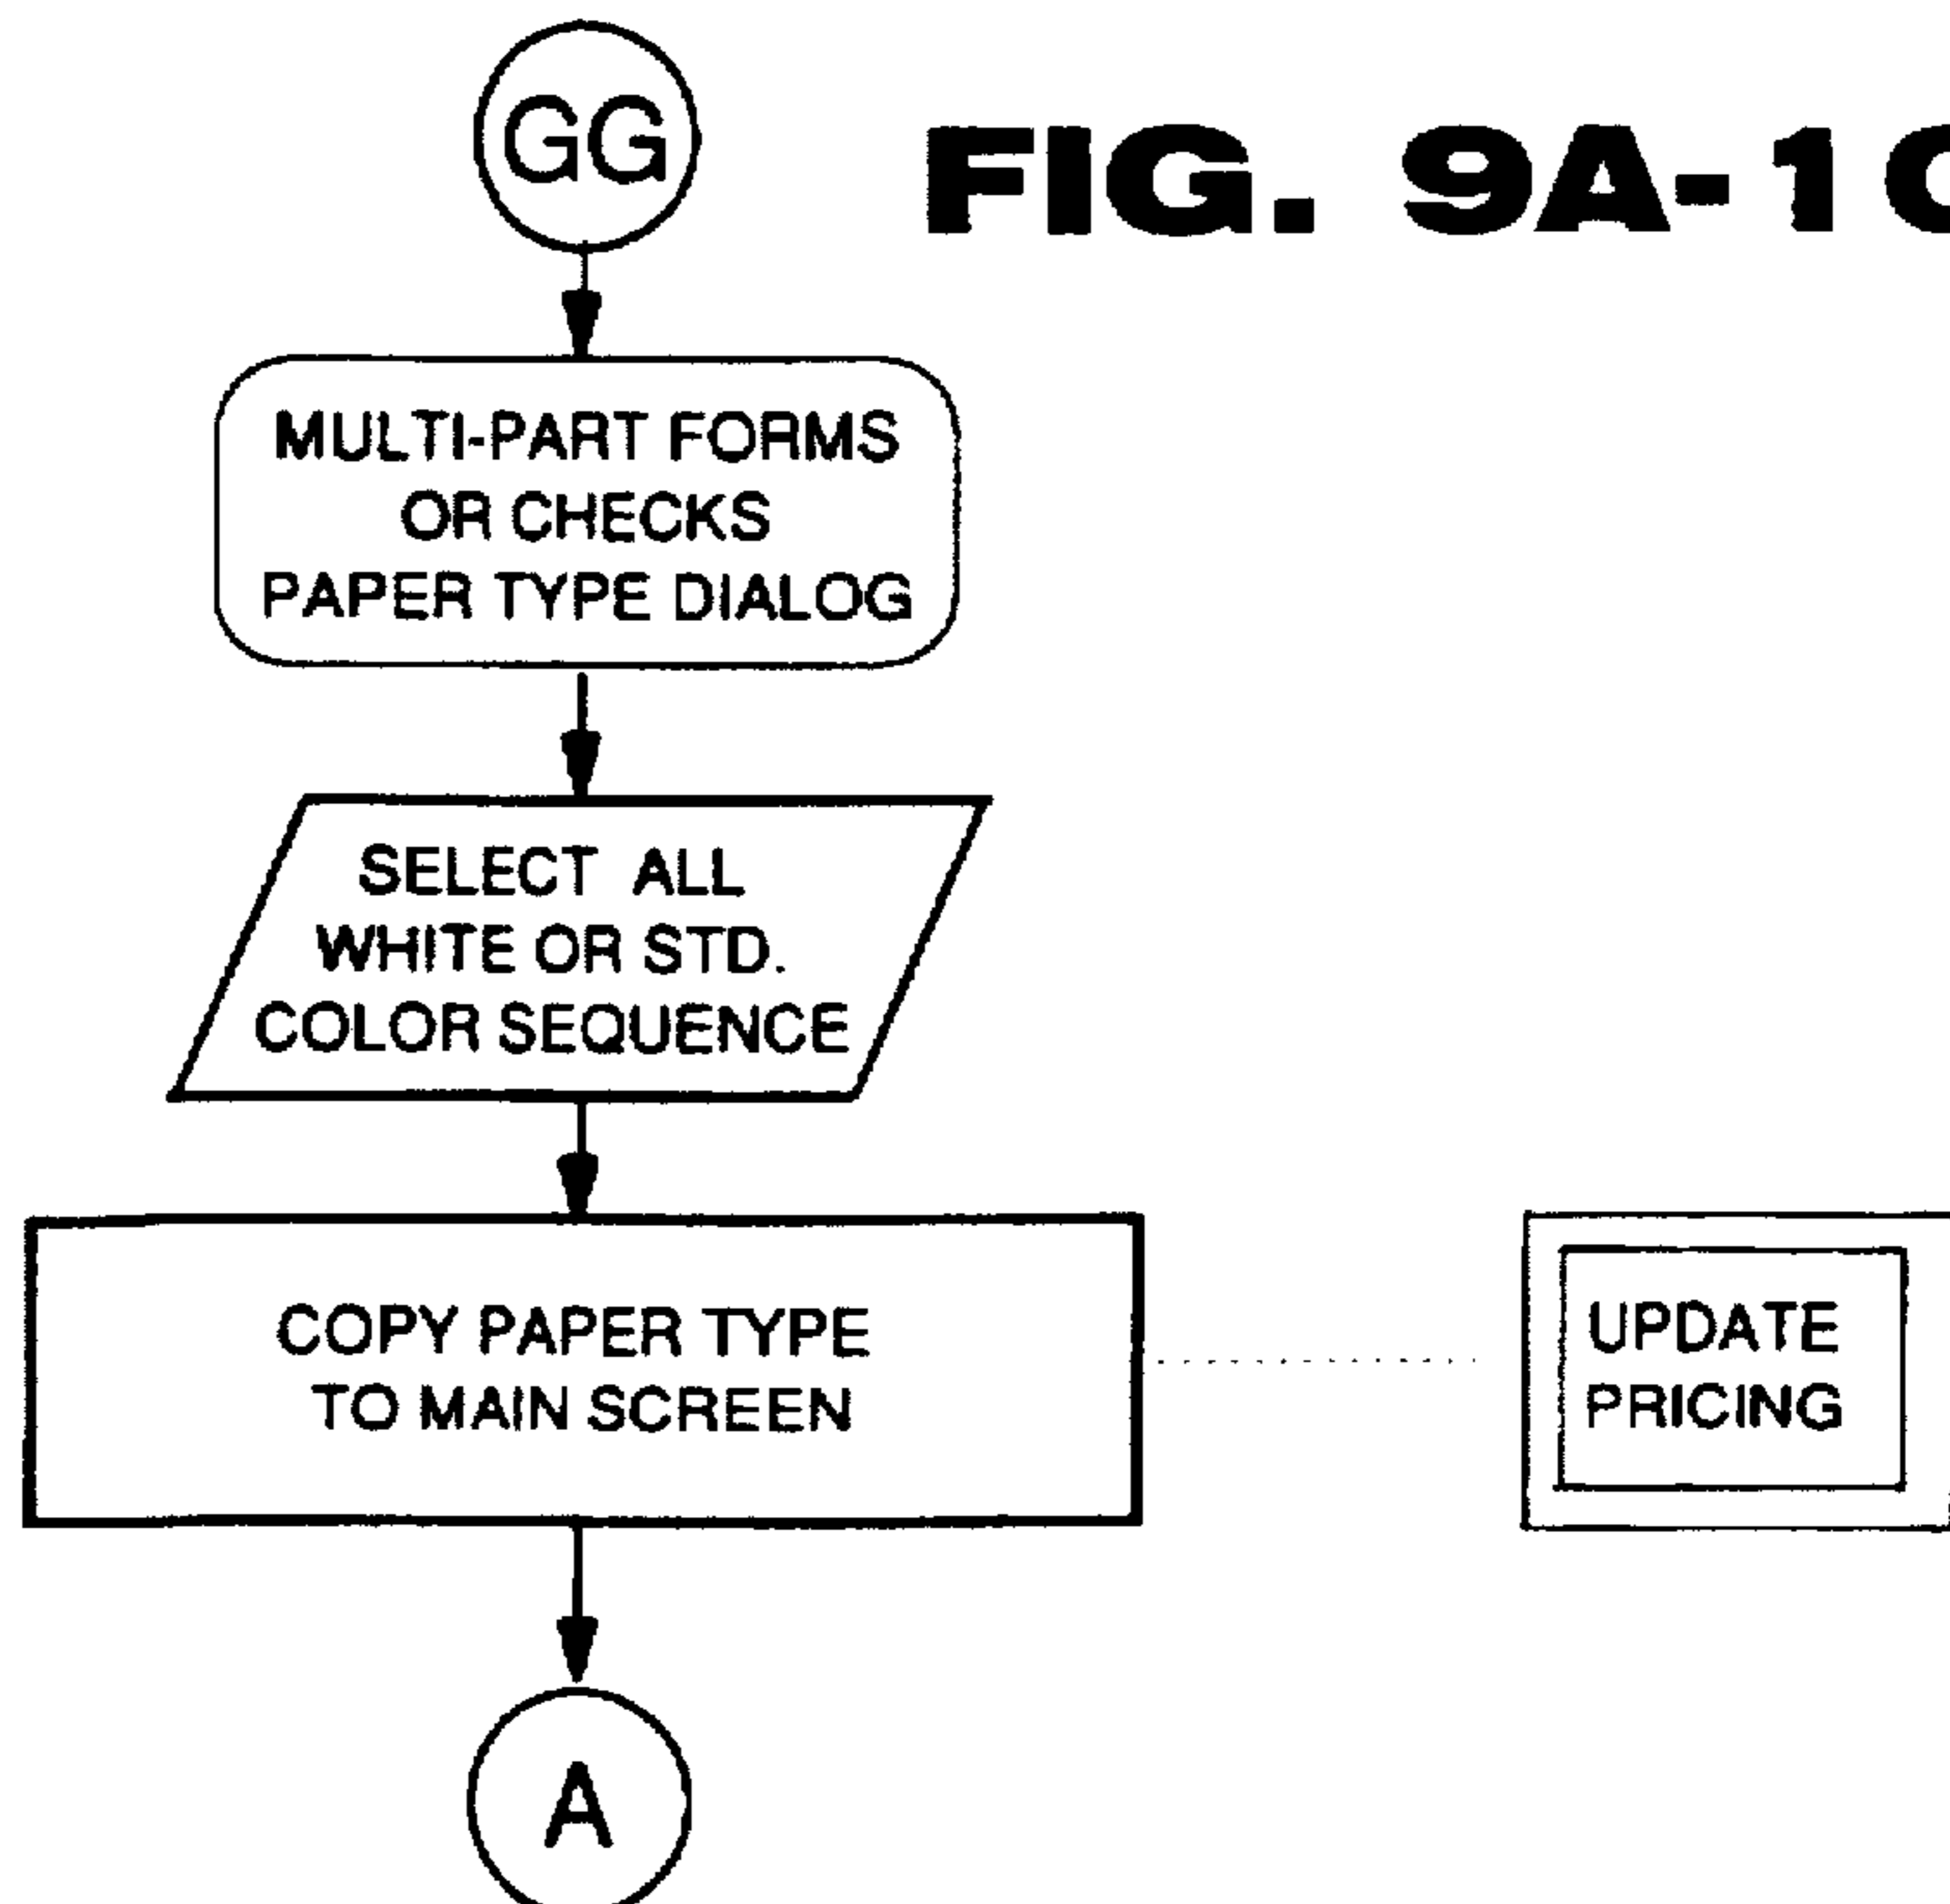 GG
FIG. 9A-1
MULTI-PART FORMS
OR CHECKS
PAPER TYPE DIALOG
SELECT ALL
WHITE OR STD.
COLOR SEQUENCE
COPY PAPER TYPE
TO MAIN SCREEN
UPDATE
PRICING
A